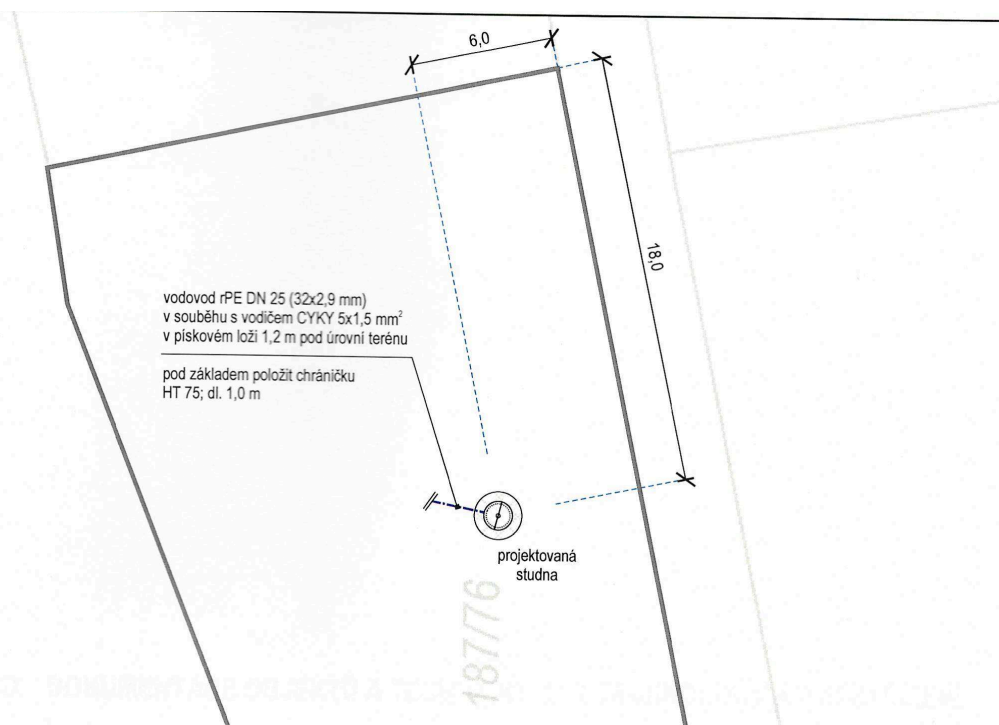 6,0
18,0
vodovod rPE DN 25 (32x2,9 mm)
v souběhu s vodičem CYKY 5x1,5 mm²
v pískovém loži 1,2 m pod úrovní terénu
pod základem položit chráničku
HT 75; dl. 1,0 m
projektovaná
studna
187/76